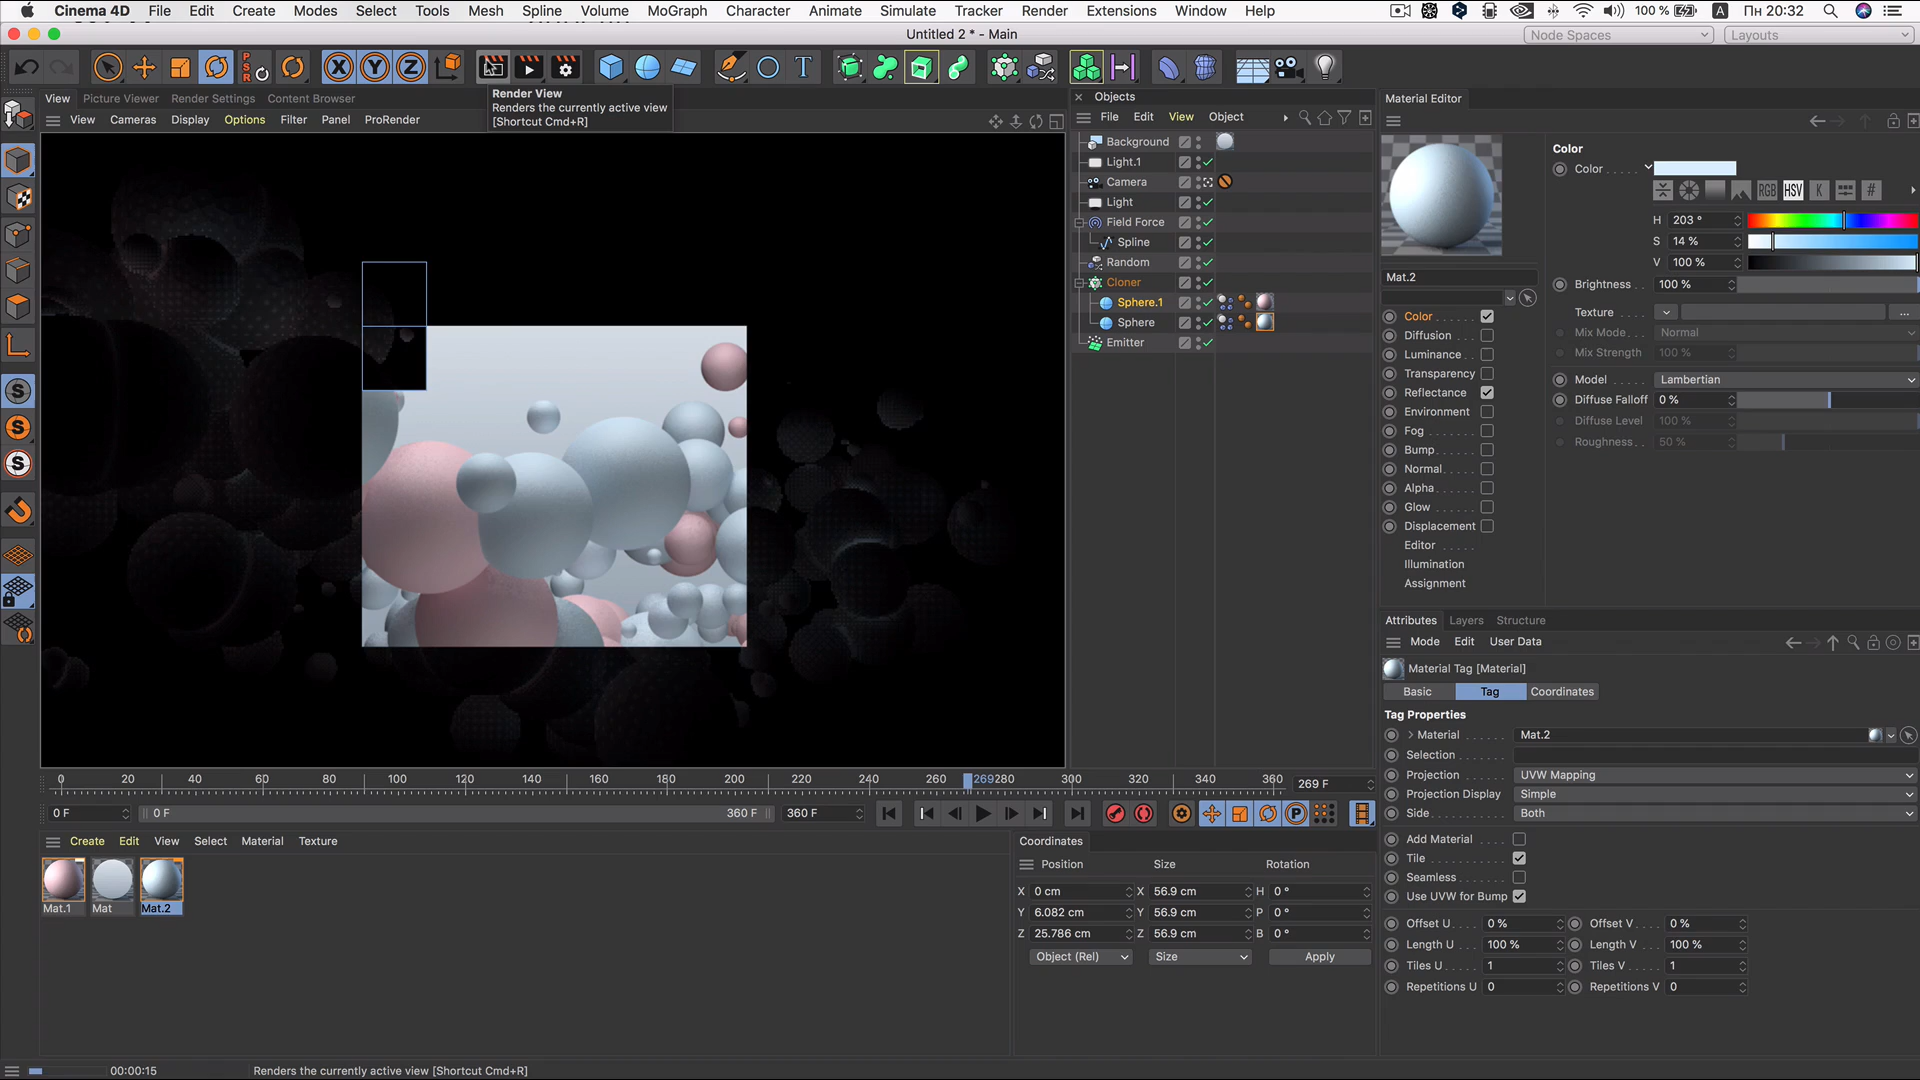 Cinema 4D File Edit Create Modes Select Tools Mesh Spline Volume MoGraph Character Animate Simulate Tracker Render Extensions Window Help 100 % A Пн 20:32
Untitled 2 * - Main
Node Spaces
Layouts
P
S
R
X Y Z
T
Render View
Renders the currently active view
[Shortcut Cmd+R]
View Picture Viewer Render Settings Content Browser
View Cameras Display Options Filter Panel ProRender
S
S
S
Objects
File Edit View Object
Background
Light.1
Camera
Light
Field Force
Spline
Random
Cloner
Sphere.1
Sphere
Emitter
Material Editor
Mat.2
Color
Diffusion
Luminance
Transparency
Reflectance
Environment
Fog
Bump
Normal
Alpha
Glow
Displacement
Editor
Illumination
Assignment
Color
Color
RGB HSV K #
H 203 °
S 14 %
V 100 %
Brightness 100 %
Texture ...
Mix Mode Normal
Mix Strength 100 %
Model Lambertian
Diffuse Falloff 0 %
Diffuse Level 100 %
Roughness 50 %
Attributes Layers Structure
Mode Edit User Data
Material Tag [Material]
Basic Tag Coordinates
Tag Properties
Material Mat.2
Selection
Projection UVW Mapping
Projection Display Simple
Side Both
Add Material
Tile
Seamless
Use UVW for Bump
Offset U 0 % Offset V 0 %
Length U 100 % Length V 100 %
Tiles U 1 Tiles V 1
Repetitions U 0 Repetitions V 0
0 20 40 60 80 100 120 140 160 180 200 220 240 260 269 280 300 320 340 360 269 F
0 F 0 F 360 F 360 F
P
Create Edit View Select Material Texture
Mat.1 Mat Mat.2
Coordinates
Position Size Rotation
X 0 cm X 56.9 cm H 0 °
Y 6.082 cm Y 56.9 cm P 0 °
Z 25.786 cm Z 56.9 cm B 0 °
Object (Rel) Size Apply
00:00:15 Renders the currently active view [Shortcut Cmd+R]